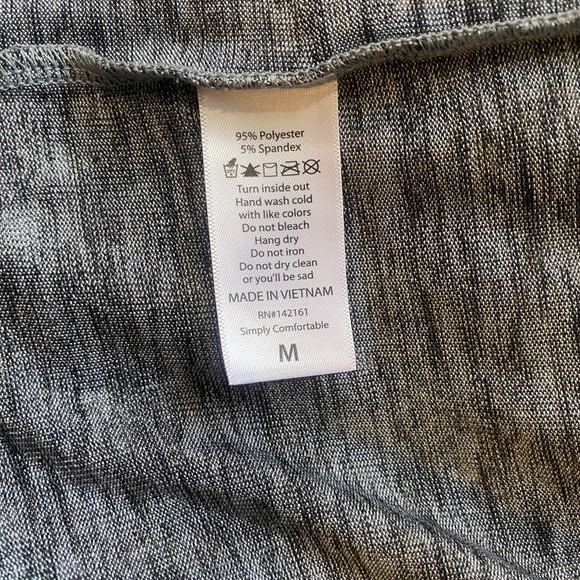 95% Polyester
5% Spandex
Turn inside out
Hand wash cold
with like colors
Do not bleach
Hang dry
Do not iron
Do not dry clean
or you'll be sad
MADE IN VIETNAM
RN#142161
Simply Comfortable
M